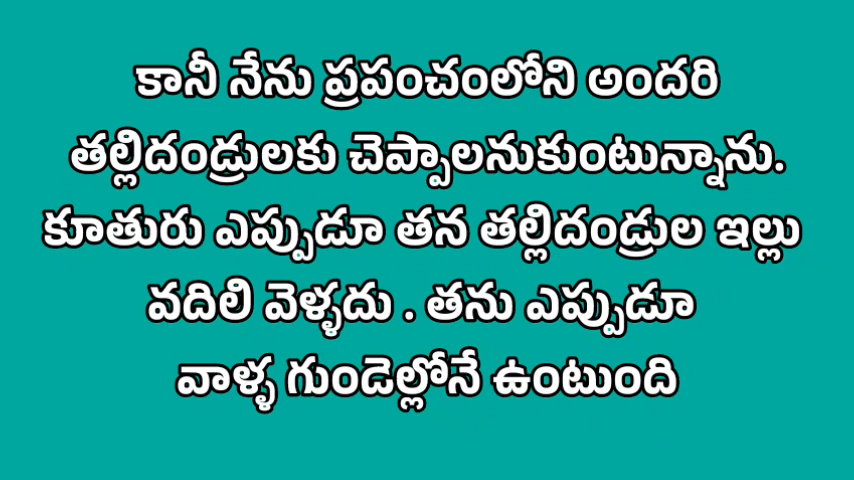 కానీ నేను ప్రపంచంలోని అందరి
తల్లిదండ్రులకు చెప్పాలనుకుంటున్నాను.
కూతురు ఎప్పుడూ తన తల్లిదండ్రుల ఇల్లు
వదిలి వెళ్ళదు . తను ఎప్పుడూ
వాళ్ళ గుండెల్లోనే ఉంటుంది